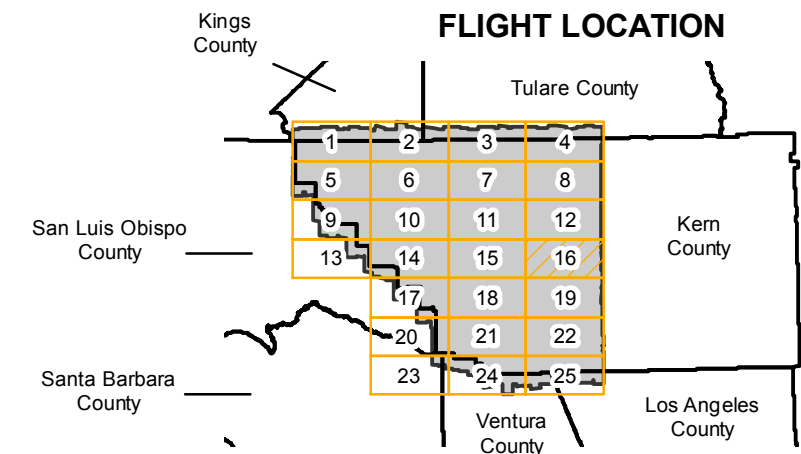 Kings
County
FLIGHT LOCATION
Tulare County
1 2 3 4
5 6 7 8
9 10 11 12
San Luis Obispo
County
Kern
County
13 14 15 16
17 18 19
20 21 22
23 24 25
Santa Barbara
County
Ventura
County
Los Angeles
County